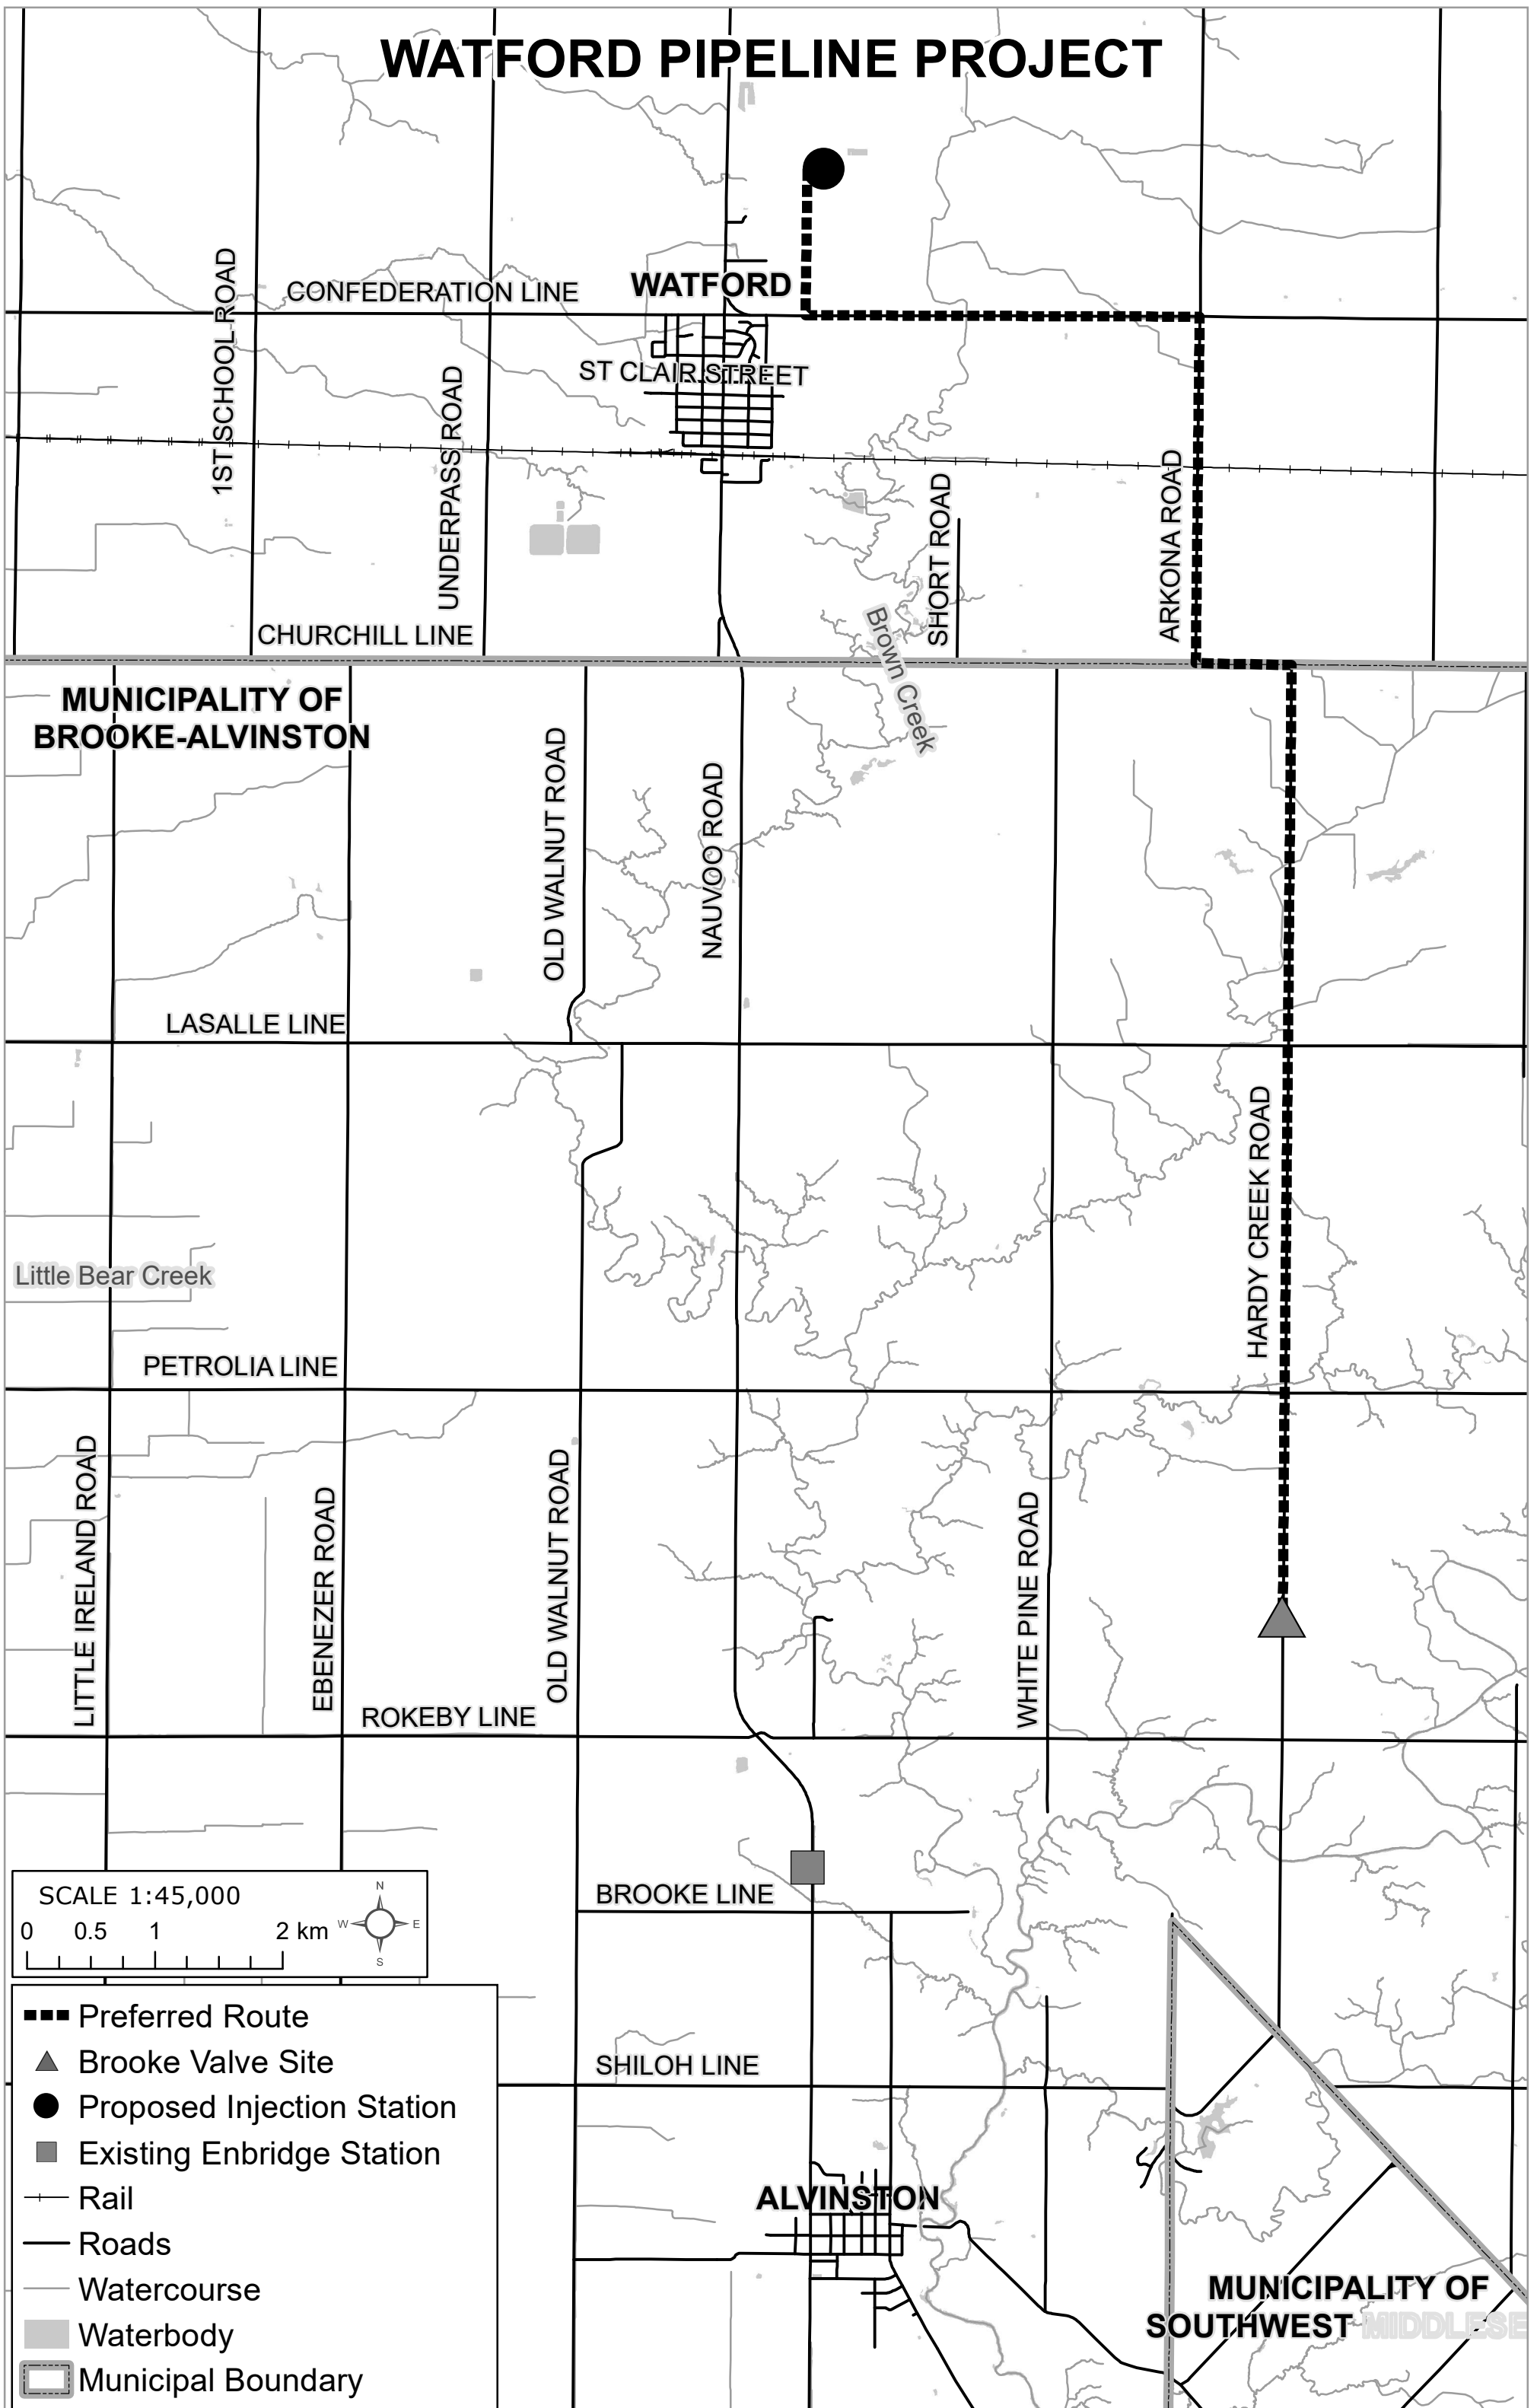 WATFORD PIPELINE PROJECT
WATFORD
CONFEDERATION LINE
1ST SCHOOL ROAD
ST CLAIR STREET
UNDERPASS ROAD
ARKONA ROAD
SHORT ROAD
CHURCHILL LINE
Brown Creek
MUNICIPALITY OF
BROOKE-ALVINSTON
OLD WALNUT ROAD
NAUVOO ROAD
LASALLE LINE
HARDY CREEK ROAD
Little Bear Creek
PETROLIA LINE
LITTLE IRELAND ROAD
EBENEZER ROAD
OLD WALNUT ROAD
WHITE PINE ROAD
ROKEBY LINE
BROOKE LINE
SCALE 1:45,000
0 0.5 1 2 km
N
W E
S
SHILOH LINE
Preferred Route
Brooke Valve Site
Proposed Injection Station
Existing Enbridge Station
Rail
Roads
Watercourse
Waterbody
Municipal Boundary
ALVINSTON
MUNICIPALITY OF
SOUTHWEST MIDDLESE